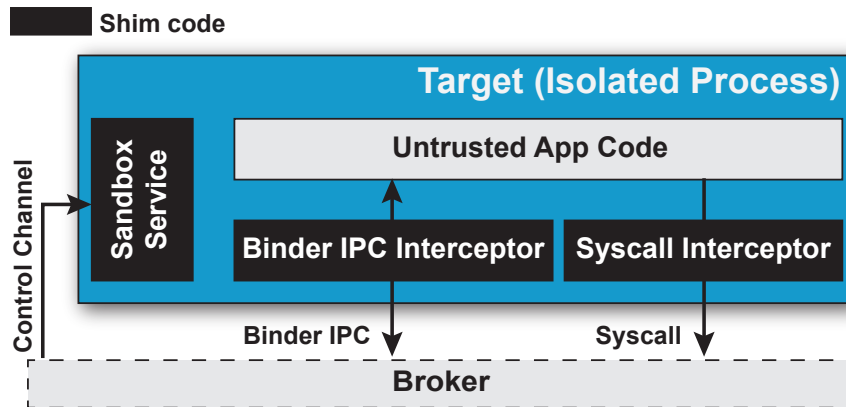 Shim code
Target (Isolated Process)
Sandbox
Service
Untrusted App Code
Control Channel
Binder IPC Interceptor
Syscall Interceptor
Binder IPC
Syscall
Broker